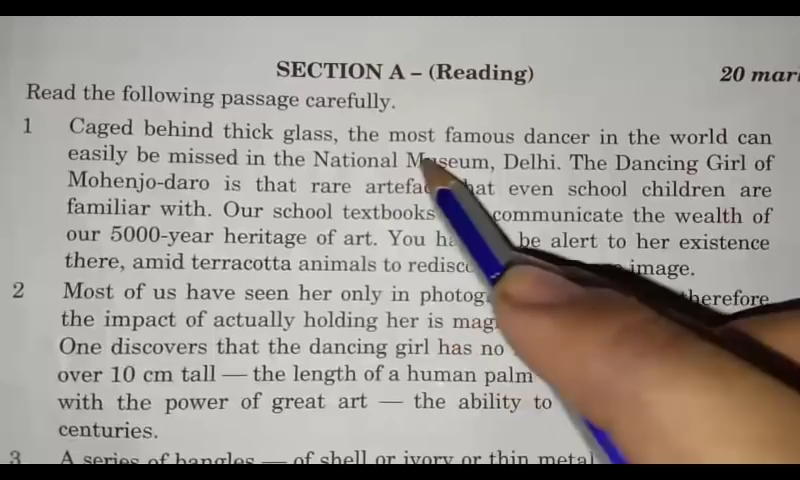 SECTION A – (Reading)
20 mar
Read the following passage carefully.
1 Caged behind thick glass, the most famous dancer in the world can
easily be missed in the National Museum, Delhi. The Dancing Girl of
Mohenjo-daro is that rare artefact that even school children are
familiar with. Our school textbooks communicate the wealth of
our 5000-year heritage of art. You be alert to her existence
there, amid terracotta animals to image.
2 Most of us have seen her only in therefore
the impact of actually holding her is
One discovers that the dancing girl has no
over 10 cm tall — the length of a human palm
with the power of great art — the ability to
centuries.
3 A series of bangles — of shell or ivory or thin metal